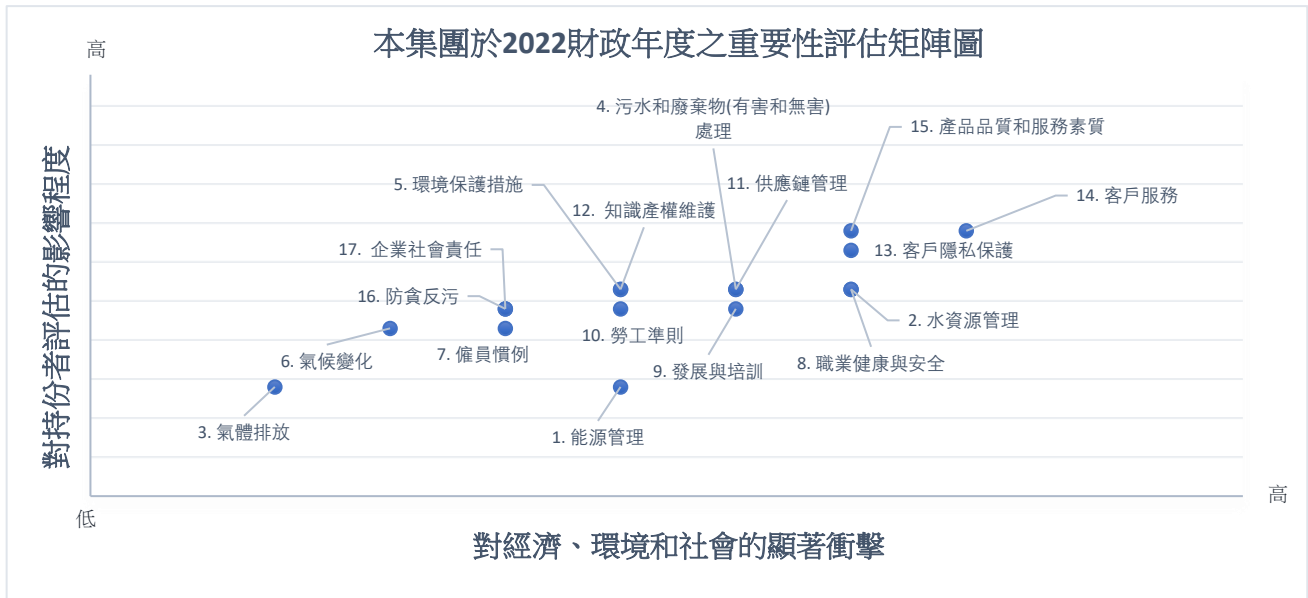 本集團於2022財政年度之重要性評估矩陣圖
高
對持份者評估的影響程度
4. 污水和廢棄物(有害和無害)
處理
15. 產品品質和服務素質
5. 環境保護措施
11. 供應鏈管理
14. 客戶服務
12. 知識產權維護
17. 企業社會責任
13. 客戶隱私保護
16. 防貪反污
2. 水資源管理
10. 勞工準則
7. 僱員慣例
6. 氣候變化
9. 發展與培訓
8. 職業健康與安全
3. 氣體排放
1. 能源管理
高
低
對經濟、環境和社會的顯著衝擊